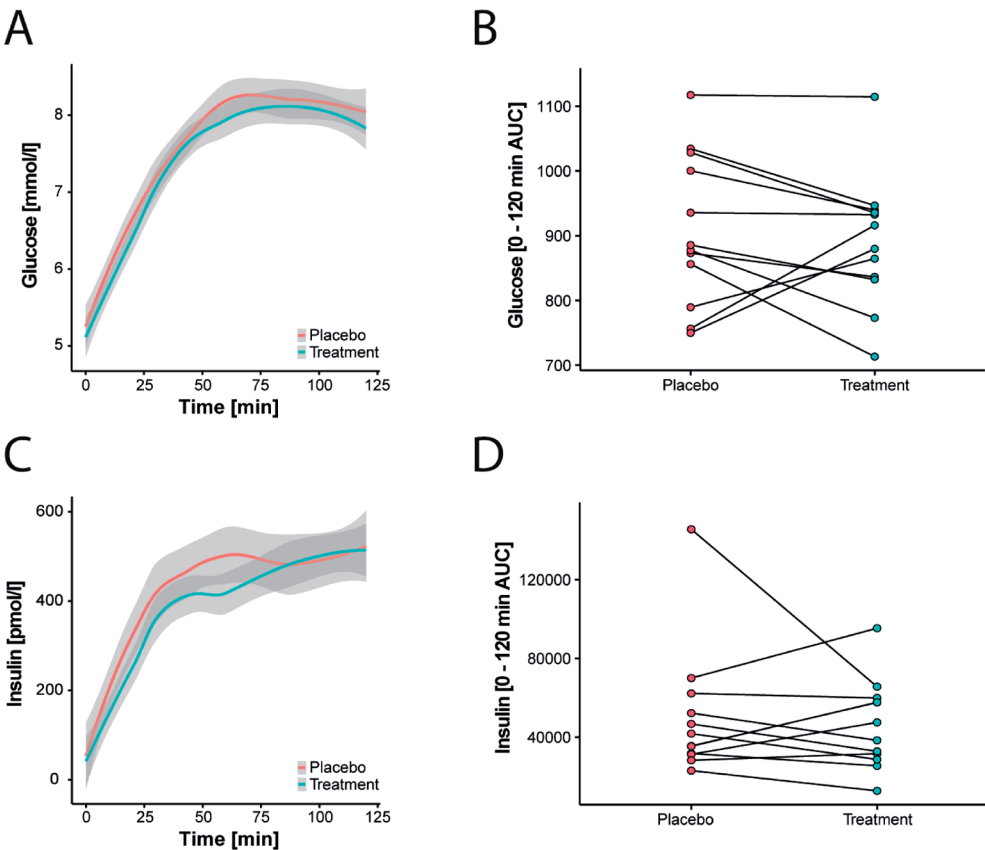 A
Glucose [mmol/l]
8
7
6
5
Placebo
Treatment
0 25 50 75 100 125
Time [min]
B
Glucose [0 - 120 min AUC]
1100
1000
900
800
700
Placebo Treatment
C
Insulin [pmol/l]
600
400
200
0
Placebo
Treatment
0 25 50 75 100 125
Time [min]
D
Insulin [0 - 120 min AUC]
120000
80000
40000
Placebo Treatment